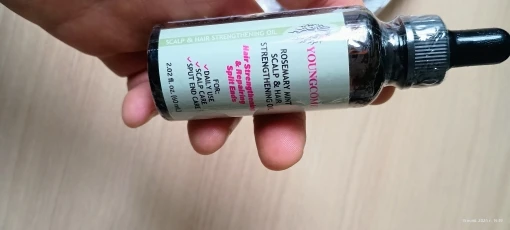 YOUNGCOM
ROSEMARY MINT
SCALP & HAIR
STRENGTHENING
Hair Strengthening
& Repairing
Split Ends
FOR:
✓DAILY USE
✓SCALP CARE
✓SPLIT END CARE
2.02 fl. oz. (60 mL)
SCALP & HAIR STRENGTHENING OIL